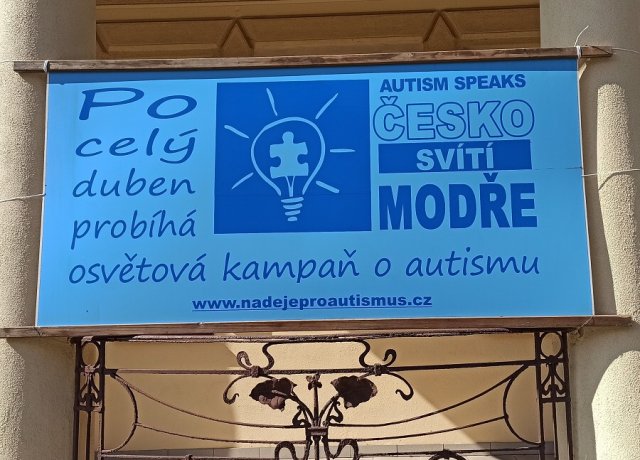 Po
celý
duben
probíhá
osvětová kampaň o autismu
AUTISM SPEAKS
ČESKO
SVÍTÍ
MODŘE
www.nadejeproautismus.cz